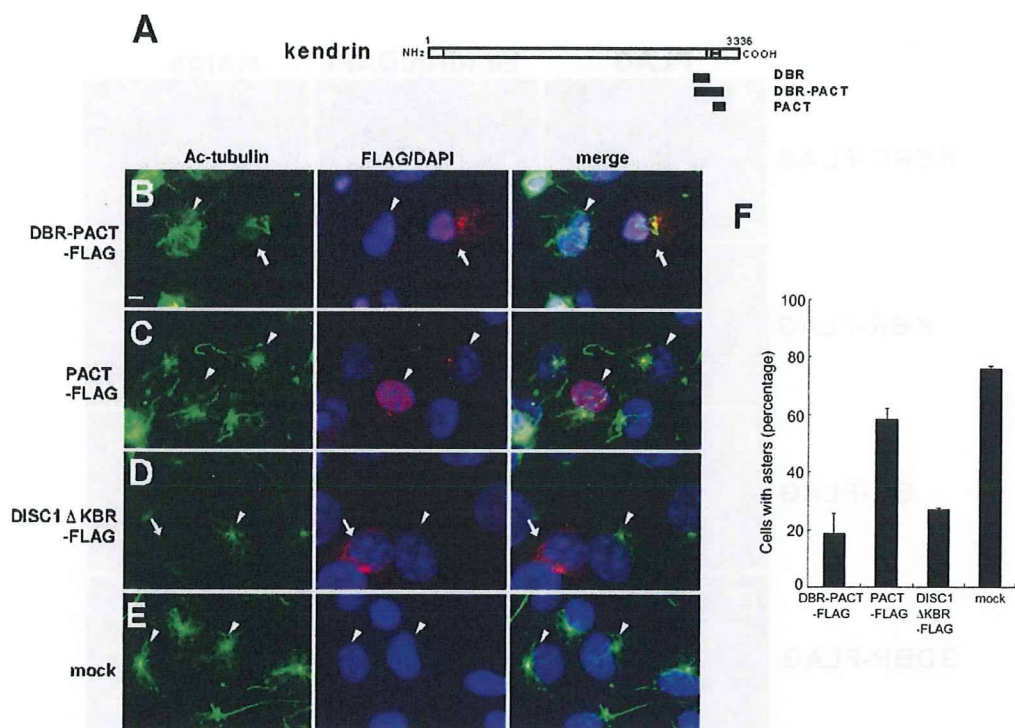 A
kendrin
1
3336
NH2
COOH
DBR
DBR-PACT
PACT
Ac-tubulin
FLAG/DAPI
merge
B
DBR-PACT
-FLAG
C
PACT
-FLAG
D
DISC1 Δ KBR
-FLAG
E
mock
F
Cells with asters (percentage)
100
80
60
40
20
0
DBR-PACT
-FLAG
PACT
-FLAG
DISC1
ΔKBR
-FLAG
mock